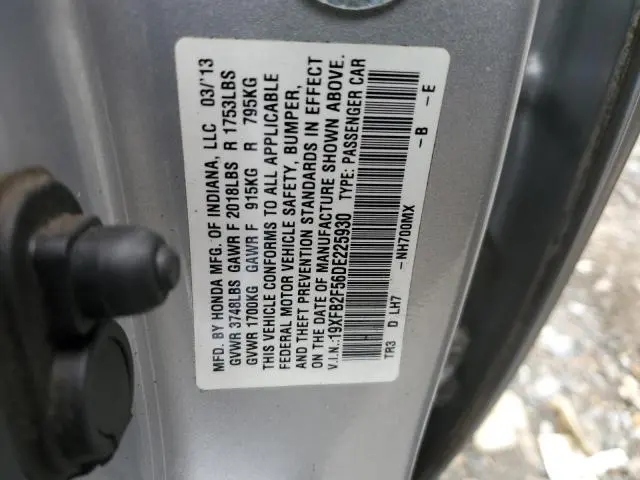 MFD. BY HONDA MFG. OF INDIANA, LLC 03/'13
GVWR 3748LBS GAWR F 2018LBS R 1753LBS
GVWR 1700KG GAWR F 915KG R 795KG
THIS VEHICLE CONFORMS TO ALL APPLICABLE
FEDERAL MOTOR VEHICLE SAFETY, BUMPER,
AND THEFT PREVENTION STANDARDS IN EFFECT
ON THE DATE OF MANUFACTURE SHOWN ABOVE.
V.I.N.:19XFB2F56DE225930 TYPE: PASSENGER CAR
TR3 D LH7 -NH700MIX -B -E